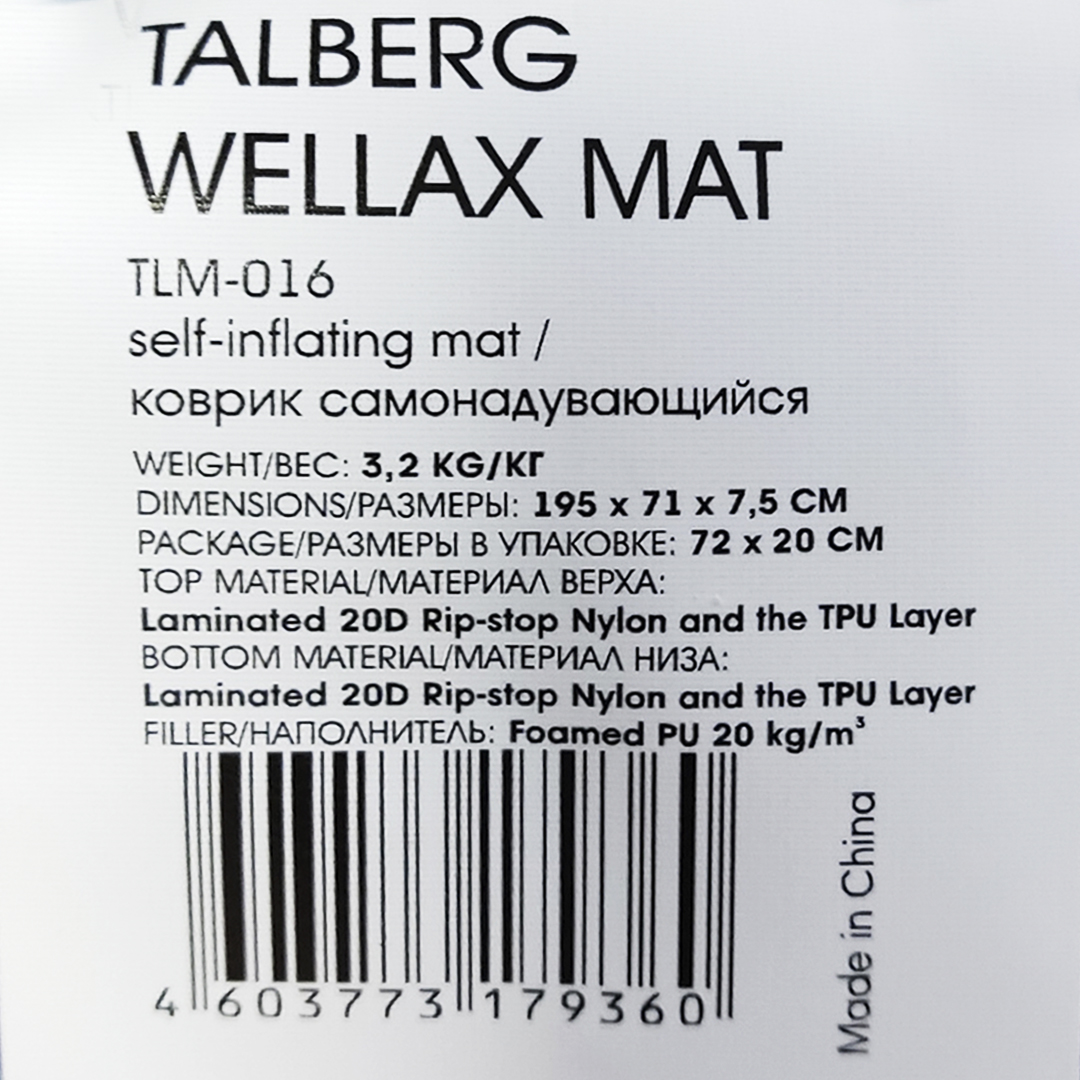 TALBERG
WELLAX MAT
TLM-016
self-inflating mat /
коврик самонадувающийся
WEIGHT/ВЕС: 3,2 KG/КГ
DIMENSIONS/РАЗМЕРЫ: 195 x 71 x 7,5 CM
PACKAGE/РАЗМЕРЫ В УПАКОВКЕ: 72 x 20 CM
TOP MATERIAL/МАТЕРИАЛ ВЕРХА:
Laminated 20D Rip-stop Nylon and the TPU Layer
BOTTOM MATERIAL/МАТЕРИАЛ НИЗА:
Laminated 20D Rip-stop Nylon and the TPU Layer
FILLER/НАПОЛНИТЕЛЬ: Foamed PU 20 kg/m³
4 603773 179360
Made in China